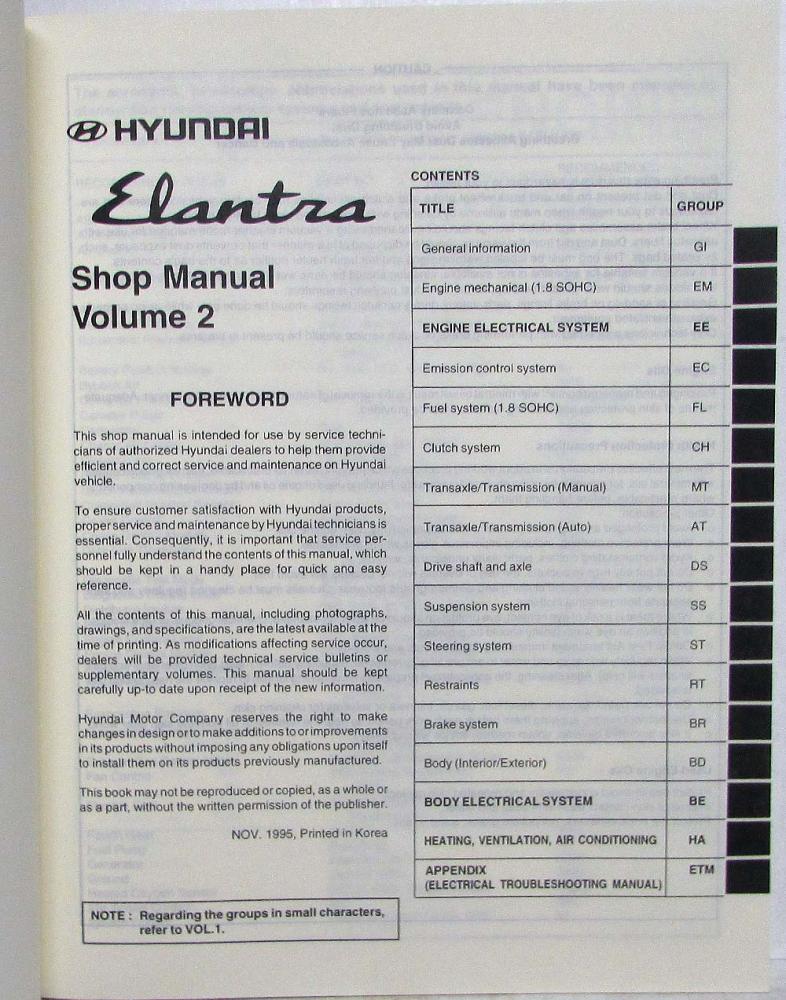 HYUNDAI
Elantra
Shop Manual
Volume 2
FOREWORD
This shop manual is intended for use by service techni-
cians of authorized Hyundai dealers to help them provide
efficient and correct service and maintenance on Hyundai
vehicle.
To ensure customer satisfaction with Hyundai products,
proper service and maintenance by Hyundai technicians is
essential. Consequently, it is important that service per-
sonnel fully understand the contents of this manual, which
should be kept in a handy place for quick and easy
reference.
All the contents of this manual, including photographs,
drawings, and specifications, are the latest available at the
time of printing. As modifications affecting service occur,
dealers will be provided technical service bulletins or
supplementary volumes. This manual should be kept
carefully up-to date upon receipt of the new information.
Hyundai Motor Company reserves the right to make
changes in design or to make additions to or improvements
in its products without imposing any obligations upon itself
to install them on its products previously manufactured.
This book may not be reproduced or copied, as a whole or
as a part, without the written permission of the publisher.
NOV. 1995, Printed in Korea
NOTE : Regarding the groups in small characters,
refer to VOL.1.
CONTENTS
TITLE GROUP
General information GI
Engine mechanical (1.8 SOHC) EM
ENGINE ELECTRICAL SYSTEM EE
Emission control system EC
Fuel system (1.8 SOHC) FL
Clutch system CH
Transaxle/Transmission (Manual) MT
Transaxle/Transmission (Auto) AT
Drive shaft and axle DS
Suspension system SS
Steering system ST
Restraints RT
Brake system BR
Body (Interior/Exterior) BD
BODY ELECTRICAL SYSTEM BE
HEATING, VENTILATION, AIR CONDITIONING HA
APPENDIX ETM
(ELECTRICAL TROUBLESHOOTING MANUAL)